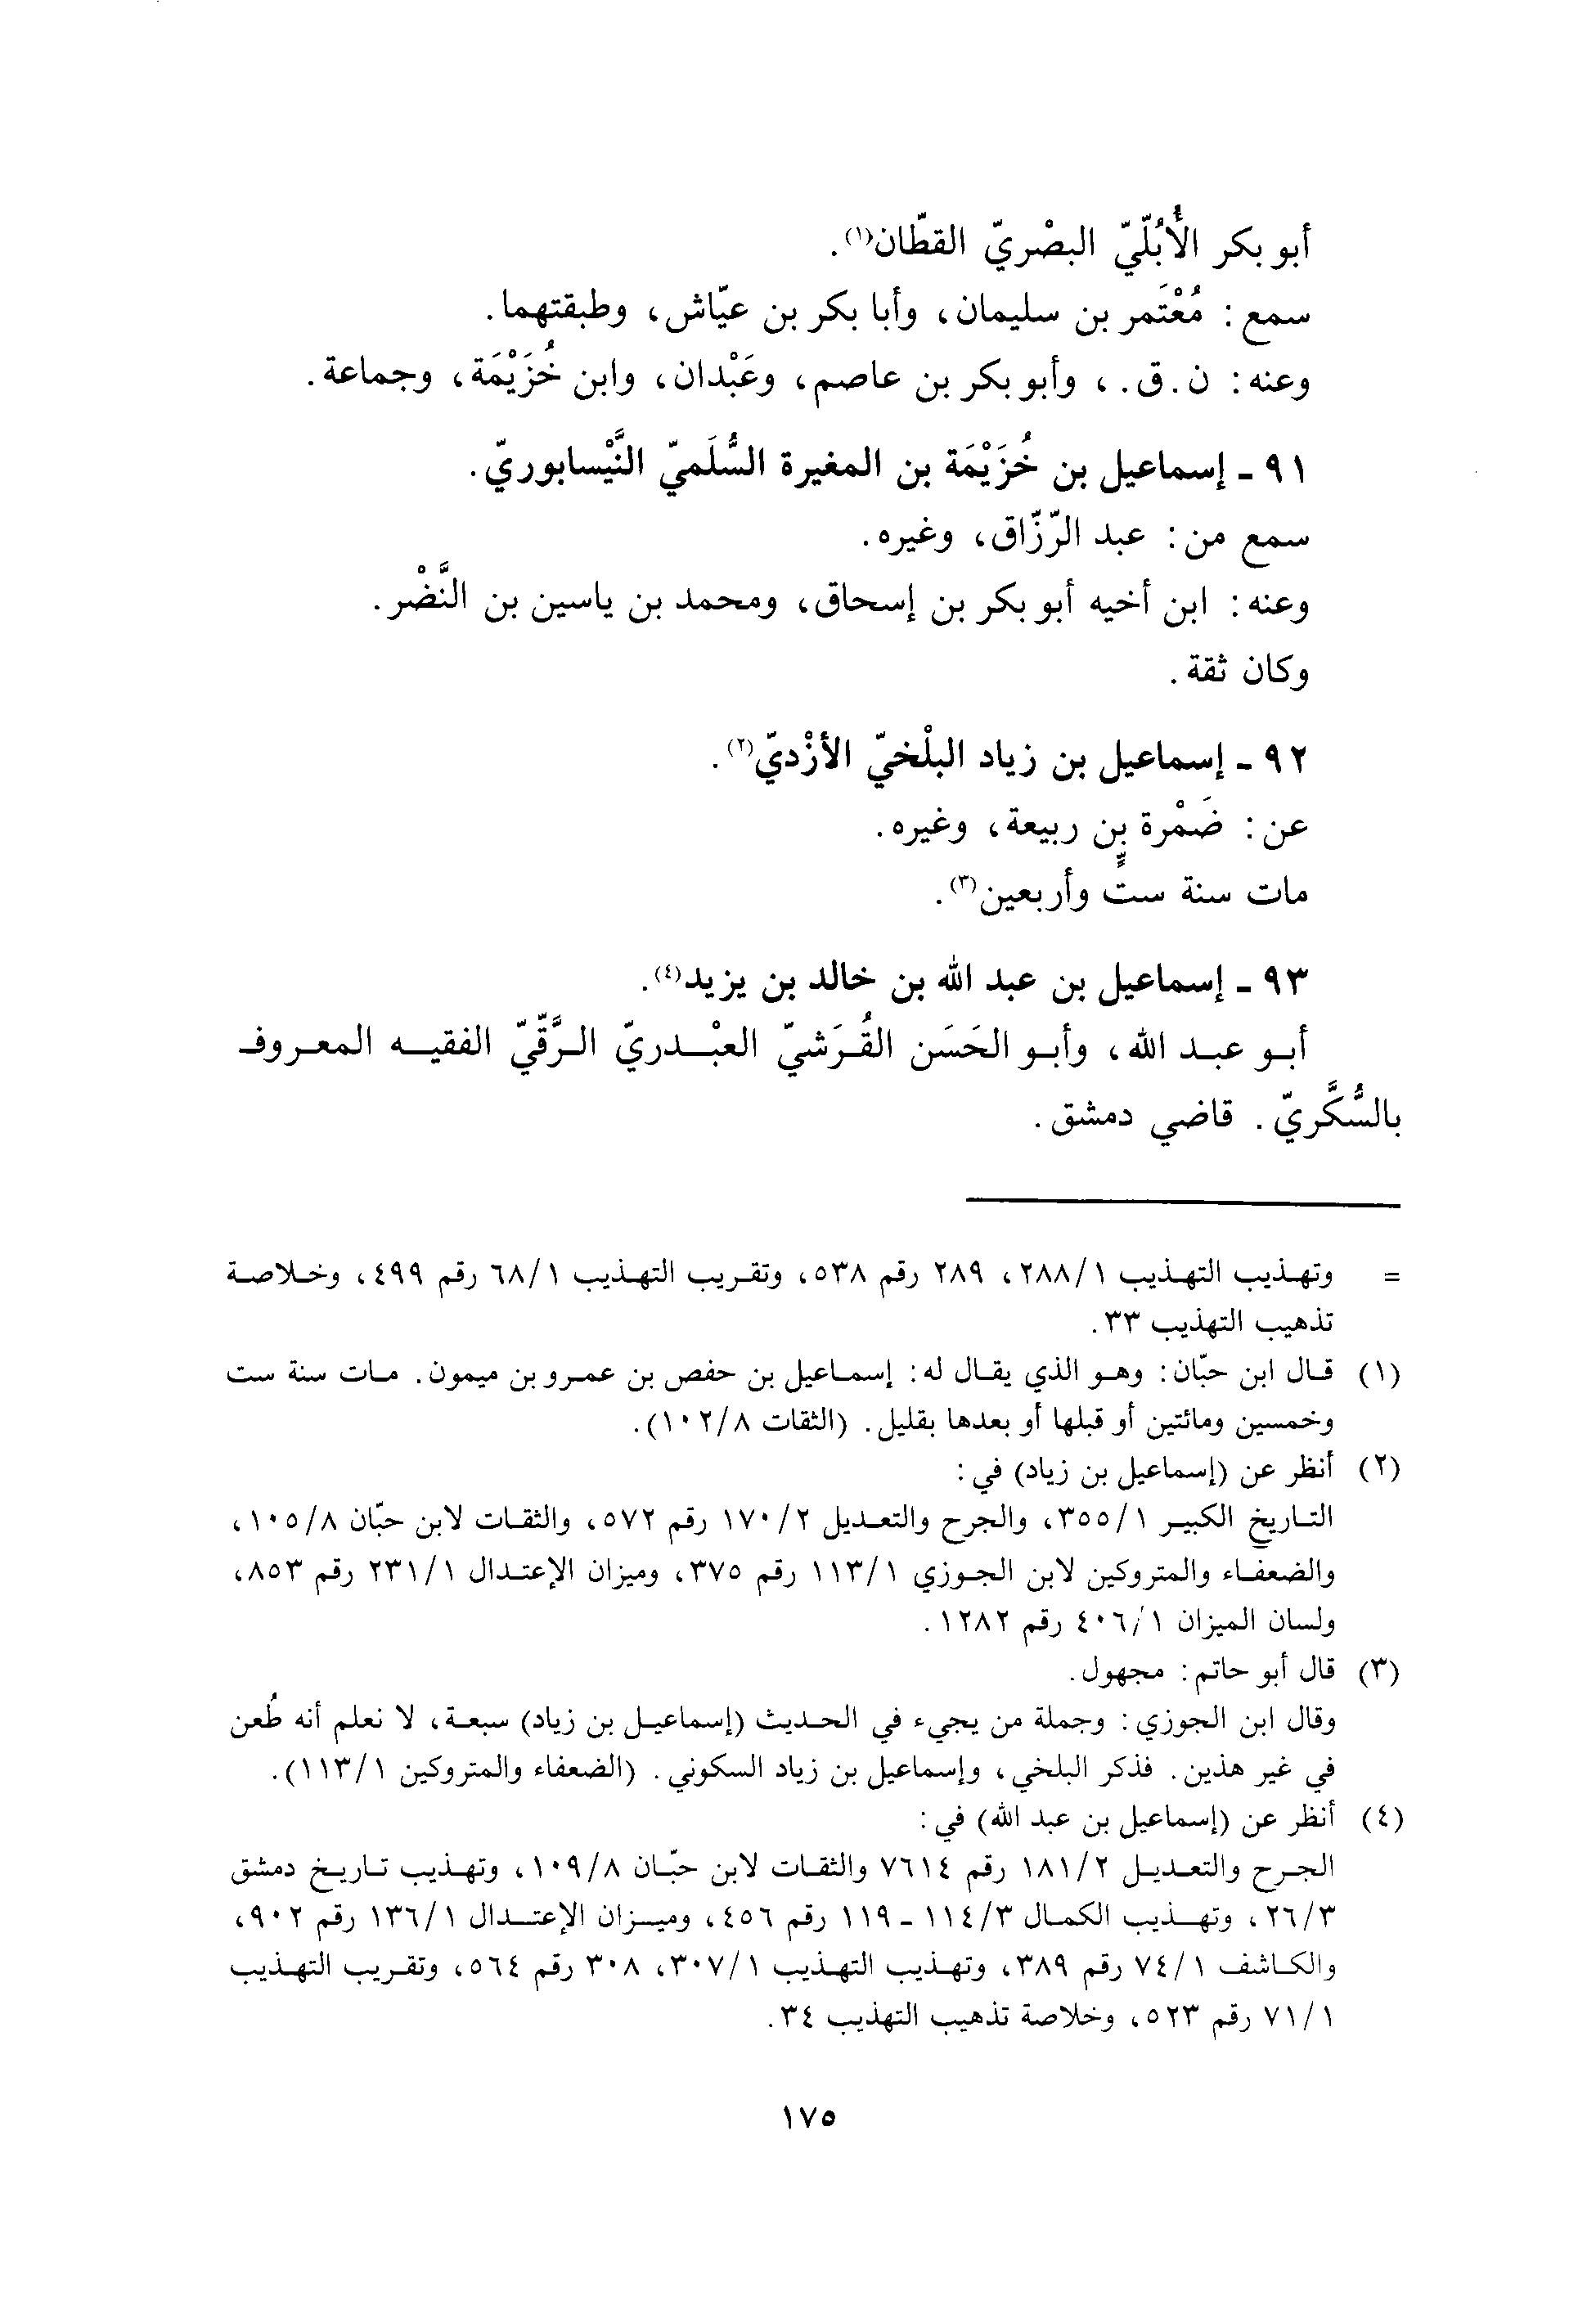 أبو بكر الأُبُلّيّ البصْريّ القطّان(١).
سمع: مُعْتَمر بن سليمان، وأبا بكر بن عيّاش، وطبقتهما.
وعنه: ن. ق. ، وأبو بكر بن عاصم، وعَبْدان، وابن خُزَيْمَة، وجماعة.
٩١ - إسماعيل بن خُزَيْمَة بن المغيرة السُّلَميّ النَّيْسابوريّ.
سمع من: عبد الرّزّاق، وغيره.
وعنه: ابن أخيه أبو بكر بن إسحاق، ومحمد بن ياسين بن النَّضْر.
وكان ثقة.
٩٢ - إسماعيل بن زياد البلْخيّ الأزْديّ(٢).
عن: ضَمْرة بن ربيعة، وغيره.
مات سنة ستٍّ وأربعين(٣).
٩٣ - إسماعيل بن عبد الله بن خالد بن يزيد(٤).
أبو عبد الله، وأبو الحَسَن القُرَشيّ العبْدريّ الرَّقّيّ الفقيه المعروف
بالسُّكَّريّ. قاضي دمشق.
= وتهذيب التهذيب ٢٨٨/١، ٢٨٩ رقم ٥٣٨، وتقريب التهذيب ٦٨/١ رقم ٤٩٩، وخلاصة
تذهيب التهذيب ٣٣.
(١) قال ابن حبّان: وهو الذي يقال له: إسماعيل بن حفص بن عمرو بن ميمون. مات سنة ست
وخمسين ومائتين أو قبلها أو بعدها بقليل. (الثقات ١٠٢/٨).
(٢) أنظر عن (إسماعيل بن زياد) في:
التاريخ الكبير ٣٥٥/١، والجرح والتعديل ١٧٠/٢ رقم ٥٧٢، والثقات لابن حبّان ١٠٥/٨،
والضعفاء والمتروكين لابن الجوزي ١١٣/١ رقم ٣٧٥، وميزان الإعتدال ٢٣١/١ رقم ٨٥٣،
ولسان الميزان ٤٠٦/١ رقم ١٢٨٢.
(٣) قال أبو حاتم: مجهول.
وقال ابن الجوزي: وجملة من يجيء في الحديث (إسماعيل بن زياد) سبعة، لا نعلم أنه طُعن
في غير هذين. فذكر البلخي، وإسماعيل بن زياد السكوني. (الضعفاء والمتروكين ١١٣/١).
(٤) أنظر عن (إسماعيل بن عبد الله) في:
الجرح والتعديل ١٨١/٢ رقم ٧٦١٤ والثقات لابن حبّان ١٠٩/٨، وتهذيب تاريخ دمشق
٢٦/٣، وتهذيب الكمال ١١٤/٣ - ١١٩ رقم ٤٥٦، وميزان الإعتدال ١٣٦/١ رقم ٩٠٢،
والكاشف ٧٤/١ رقم ٣٨٩، وتهذيب التهذيب ٣٠٧/١، ٣٠٨ رقم ٥٦٤، وتقريب التهذيب
٧١/١ رقم ٥٢٣، وخلاصة تذهيب التهذيب ٣٤.
١٧٥